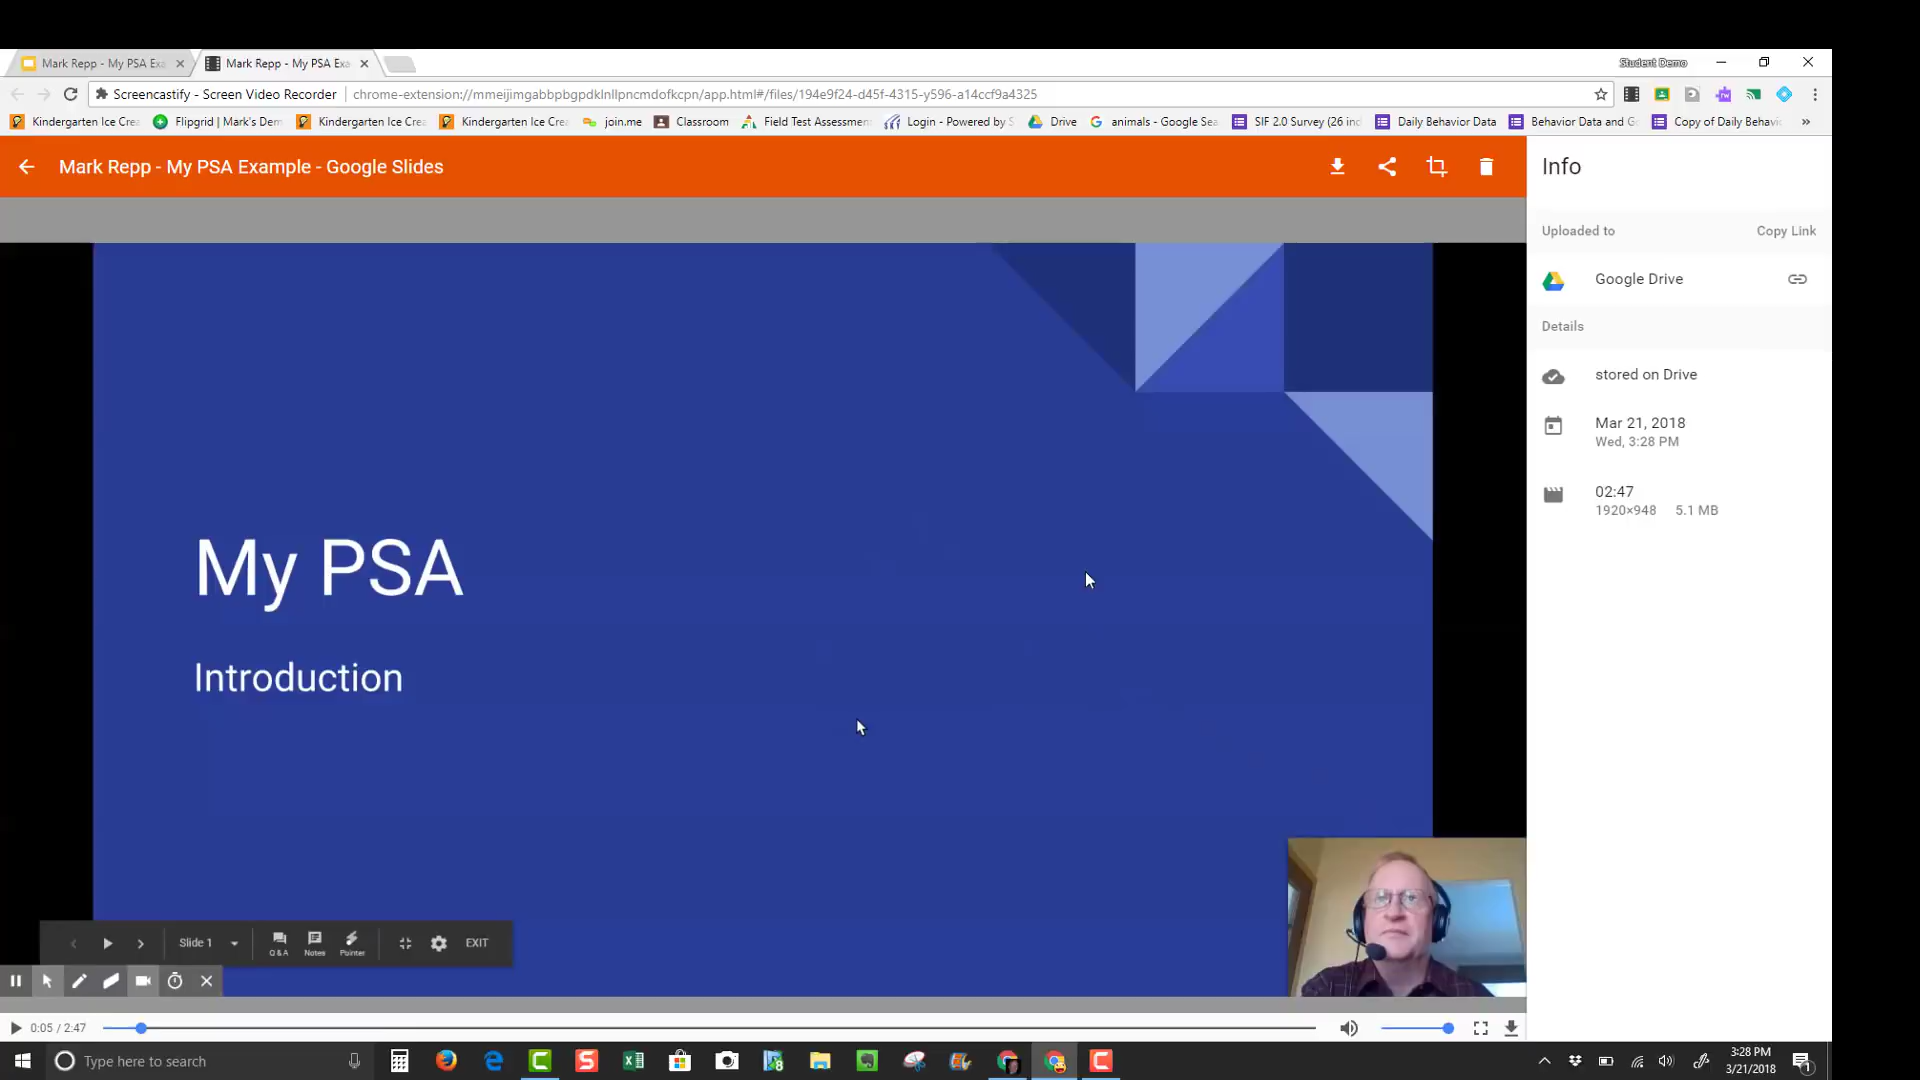 Mark Repp - My PSA Exa
Mark Repp - My PSA Exa
Student Demo
Screencastify - Screen Video Recorder
chrome-extension://mmeijimgabbpbgpdklnllpncmdofkcpn/app.html#/files/194e9f24-d45f-4315-y596-a14ccf9a4325
Kindergarten Ice Crea
Flipgrid | Mark's Dem
Kindergarten Ice Crea
Kindergarten Ice Crea
join.me
Classroom
Field Test Assessmen
Login - Powered by S
Drive
animals - Google Sea
SIF 2.0 Survey (26 ind
Daily Behavior Data
Behavior Data and G
Copy of Daily Behavi
»
Mark Repp - My PSA Example - Google Slides
Info
Uploaded to Copy Link
Google Drive
Details
stored on Drive
Mar 21, 2018
Wed, 3:28 PM
02:47
1920×948 5.1 MB
My PSA
Introduction
Slide 1
Q & A
Notes
Pointer
EXIT
0:05 / 2:47
Type here to search
3:28 PM
3/21/2018